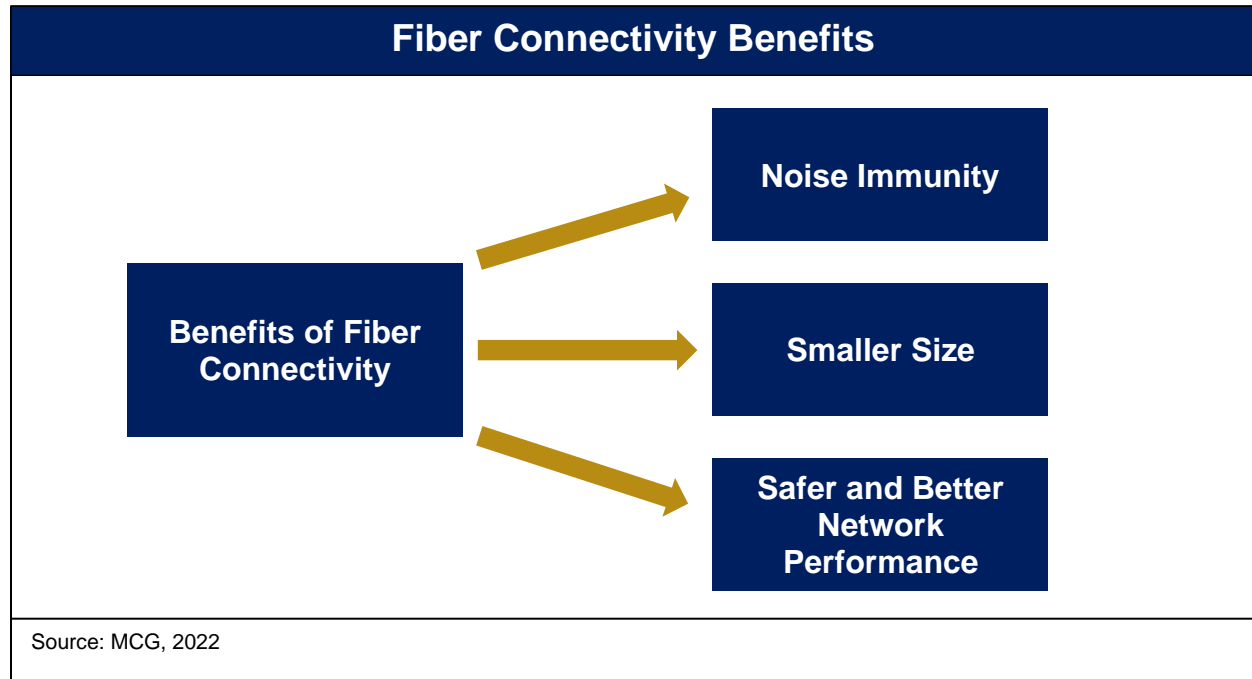 Fiber Connectivity Benefits
Noise Immunity
Benefits of Fiber
Connectivity
Smaller Size
Safer and Better
Network
Performance
Source: MCG, 2022